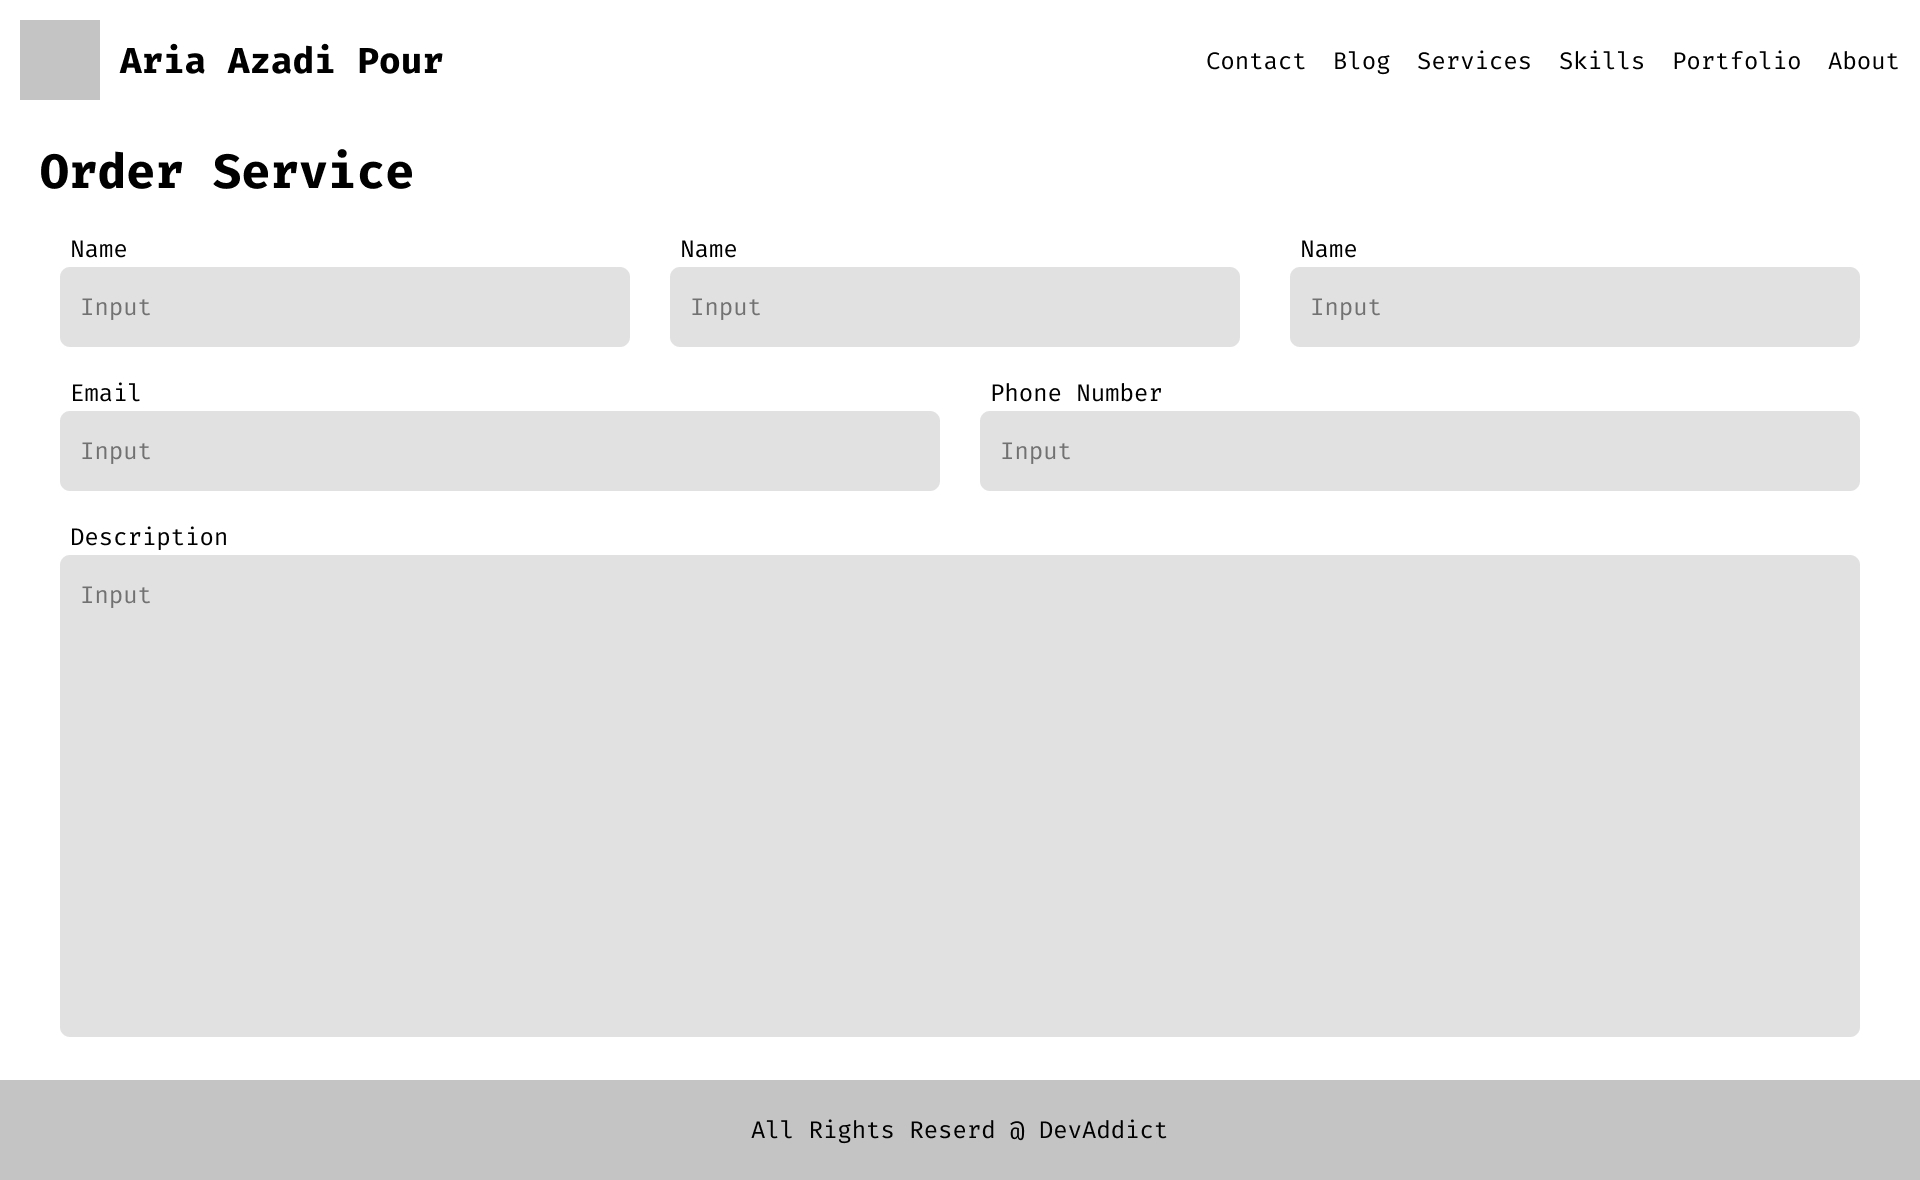 Aria Azadi Pour
Contact Blog Services Skills Portfolio About
Order Service
Name Name Name
Input Input Input
Email Phone Number
Input Input
Description
Input
All Rights Reserd @ DevAddict